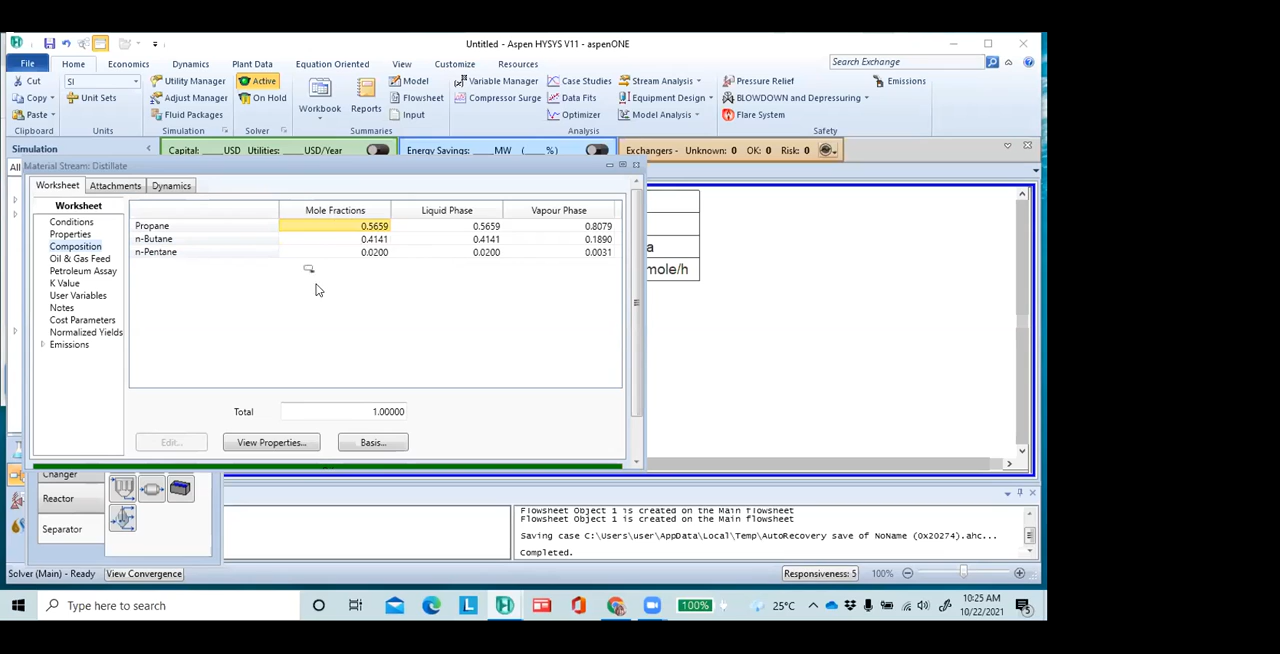 Untitled - Aspen HYSYS V11 - aspenONE
File Home Economics Dynamics Plant Data Equation Oriented View Customize Resources Search Exchange
Cut SI Utility Manager Active Model Variable Manager Case Studies Stream Analysis Pressure Relief Emissions
Copy Unit Sets Adjust Manager On Hold Workbook Reports Flowsheet Compressor Surge Data Fits Equipment Design BLOWDOWN and Depressuring
Paste Fluid Packages Input Optimizer Model Analysis Flare System
Clipboard Units Simulation Solver Summaries Analysis Safety
Simulation Capital: USD Utilities: USD/Year Energy Savings: MW ( %) Exchangers - Unknown: 0 OK: 0 Risk: 0
All Material Stream: Distillate
Worksheet Attachments Dynamics
Worksheet Mole Fractions Liquid Phase Vapour Phase
Conditions Propane 0.5659 0.5659 0.8079
Properties n-Butane 0.4141 0.4141 0.1890
Composition n-Pentane 0.0200 0.0200 0.0031 a
Oil & Gas Feed
Petroleum Assay mole/h
K Value
User Variables
Notes
Cost Parameters
Normalized Yields
Emissions
Total 1.00000
Edit... View Properties... Basis...
Changer
Reactor
Separator
Flowsheet Object 1 is created on the Main flowsheet
Flowsheet Object 1 is created on the Main flowsheet
Saving case C:\Users\user\AppData\Local\Temp\AutoRecovery save of NoName (0x20274).ahc...
Completed.
Solver (Main) - Ready View Convergence Responsiveness: 5 100%
Type here to search 100% 25°C 10:25 AM
10/22/2021